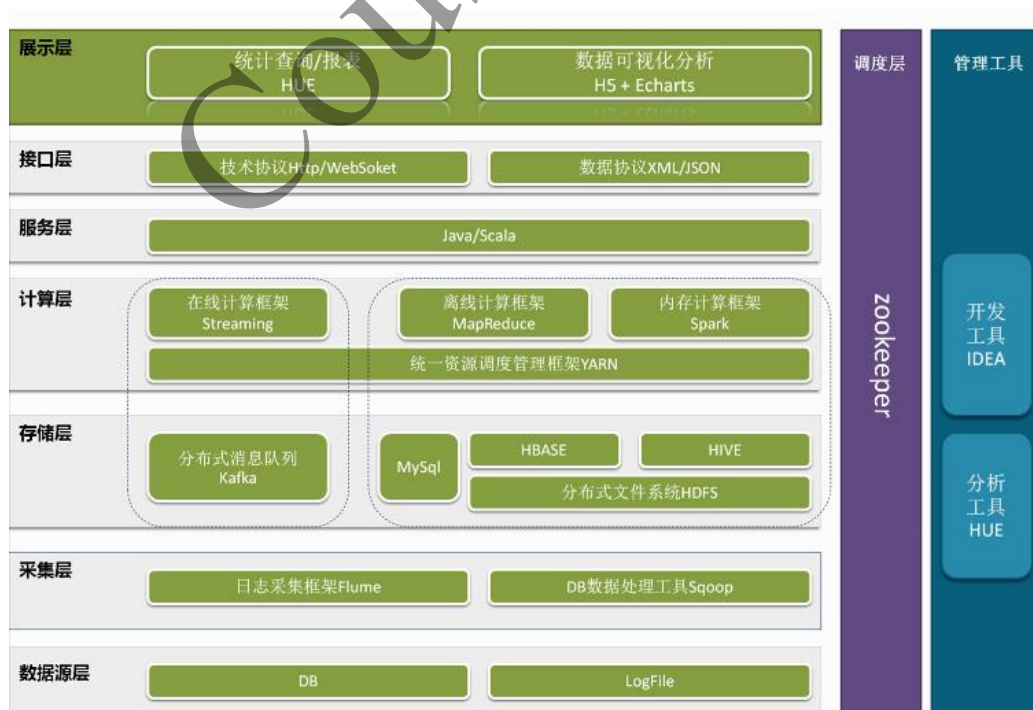 展示层
统计查询/报表
HUE
数据可视化分析
H5 + Echarts
接口层
技术协议Http/WebSoket
数据协议XML/JSON
服务层
Java/Scala
计算层
在线计算框架
Streaming
离线计算框架
MapReduce
内存计算框架
Spark
统一资源调度管理框架YARN
存储层
分布式消息队列
Kafka
MySql
HBASE
HIVE
分布式文件系统HDFS
采集层
日志采集框架Flume
DB数据处理工具Sqoop
数据源层
DB
LogFile
调度层
zookeeper
管理工具
开发
工具
IDEA
分析
工具
HUE